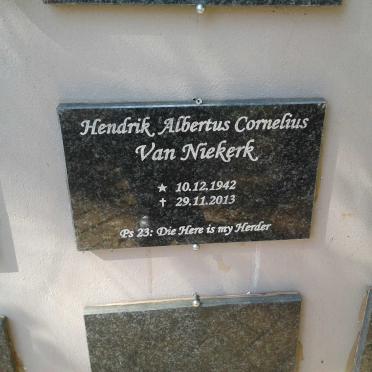 Hendrik Albertus Cornelius
Van Niekerk
★ 10.12.1942
✝ 29.11.2013
Ps 23: Die Here is my Herder